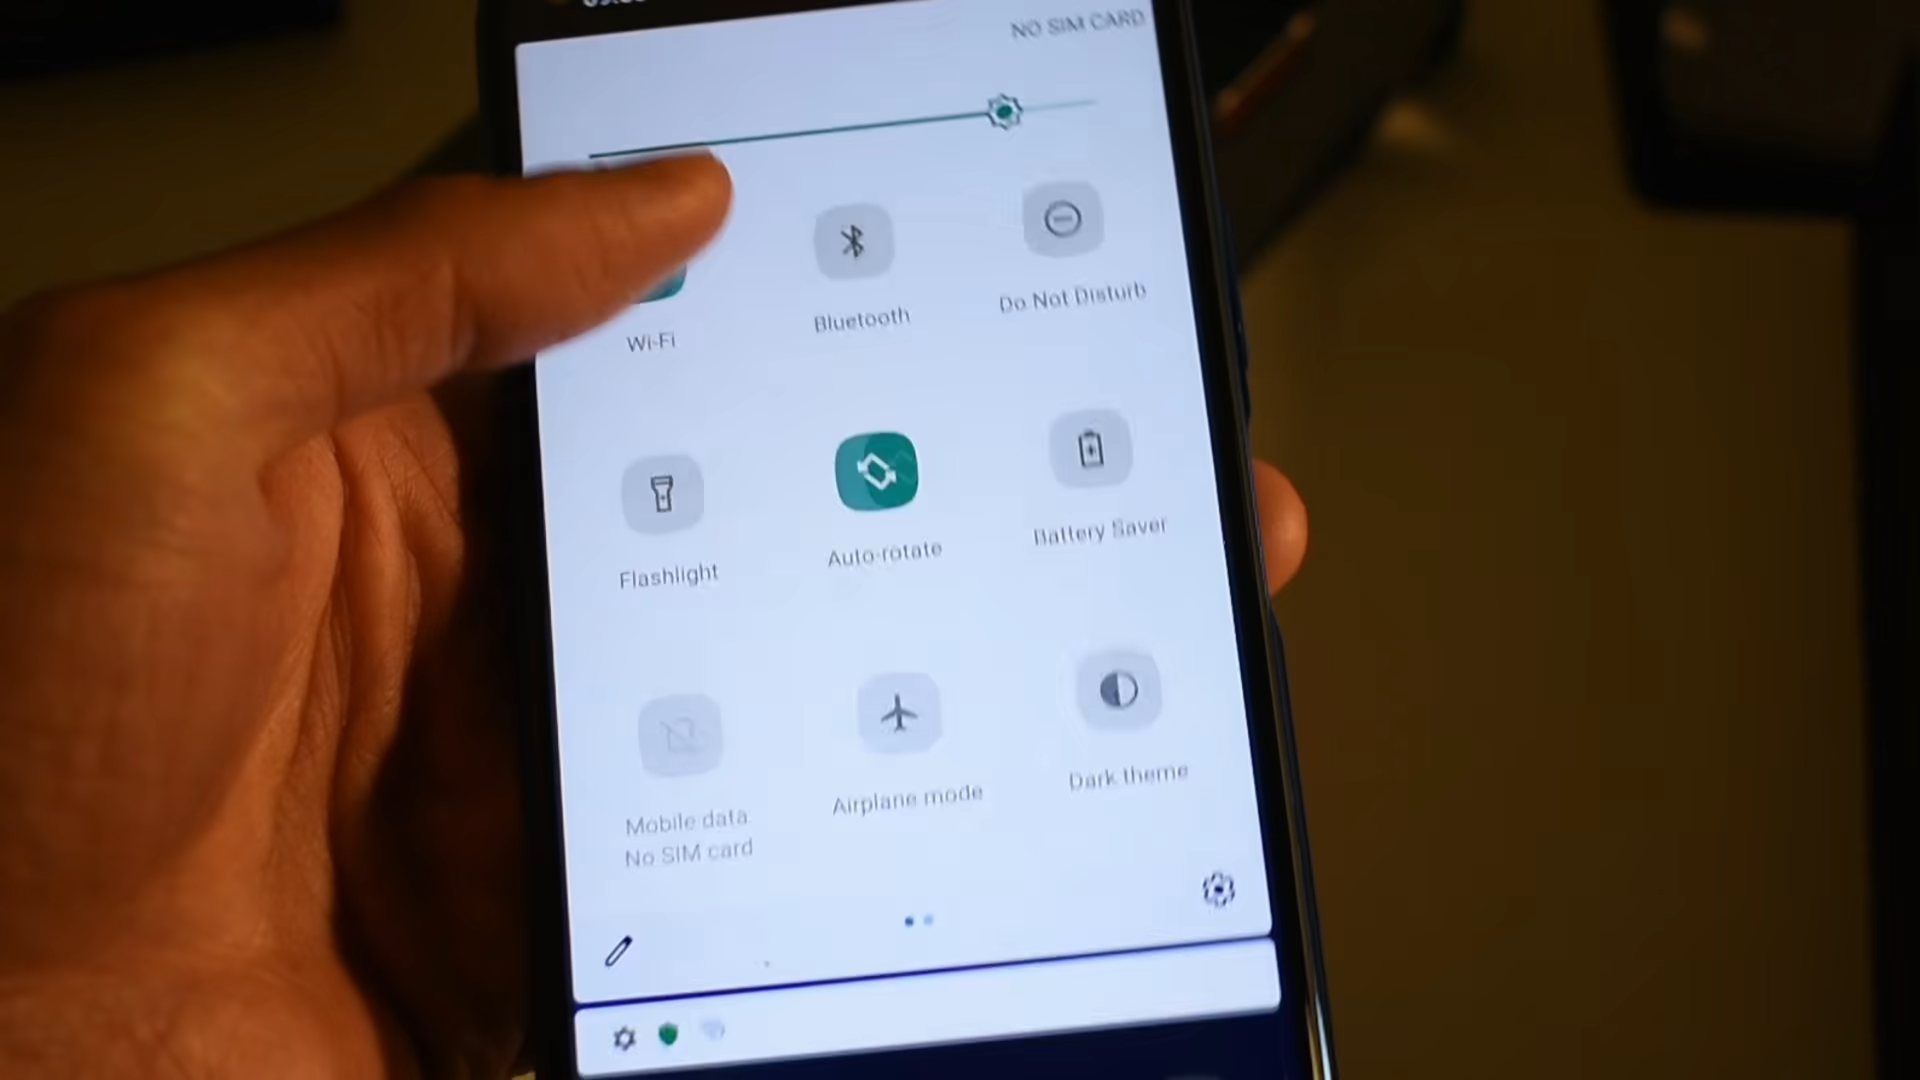 NO SIM CARD
Wi-Fi
Bluetooth
Do Not Disturb
Flashlight
Auto-rotate
Battery Saver
Mobile data
No SIM card
Airplane mode
Dark theme